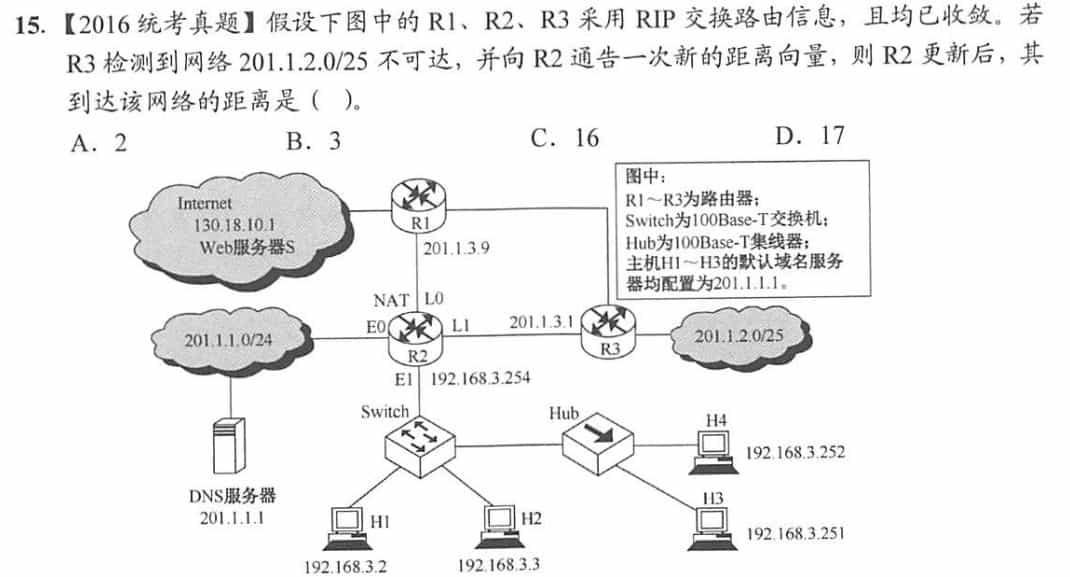 15. 【2016 统考真题】假设下图中的 R1、R2、R3 采用 RIP 交换路由信息，且均已收敛。若
R3 检测到网络 201.1.2.0/25 不可达，并向 R2 通告一次新的距离向量，则 R2 更新后，其
到达该网络的距离是（ ）。
A. 2 B. 3 C. 16 D. 17
图中：
R1～R3为路由器；
Switch为100Base-T交换机；
Hub为100Base-T集线器；
主机H1～H3的默认域名服务
器均配置为201.1.1.1。
Internet
130.18.10.1
Web服务器S
R1
201.1.3.9
NAT L0
E0 L1 201.1.3.1
201.1.1.0/24
R2
R3
201.1.2.0/25
E1 192.168.3.254
Switch
Hub
H4
192.168.3.252
DNS服务器
201.1.1.1
H1
192.168.3.2
H2
192.168.3.3
H3
192.168.3.251